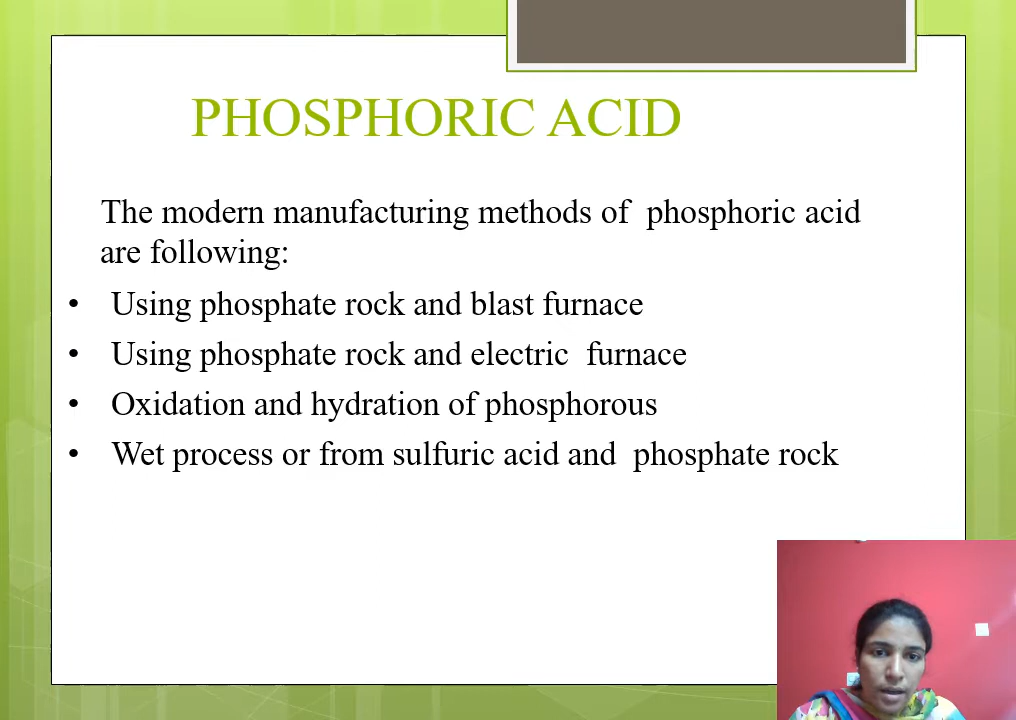 PHOSPHORIC ACID
The modern manufacturing methods of phosphoric acid
are following:
• Using phosphate rock and blast furnace
• Using phosphate rock and electric furnace
• Oxidation and hydration of phosphorous
• Wet process or from sulfuric acid and phosphate rock